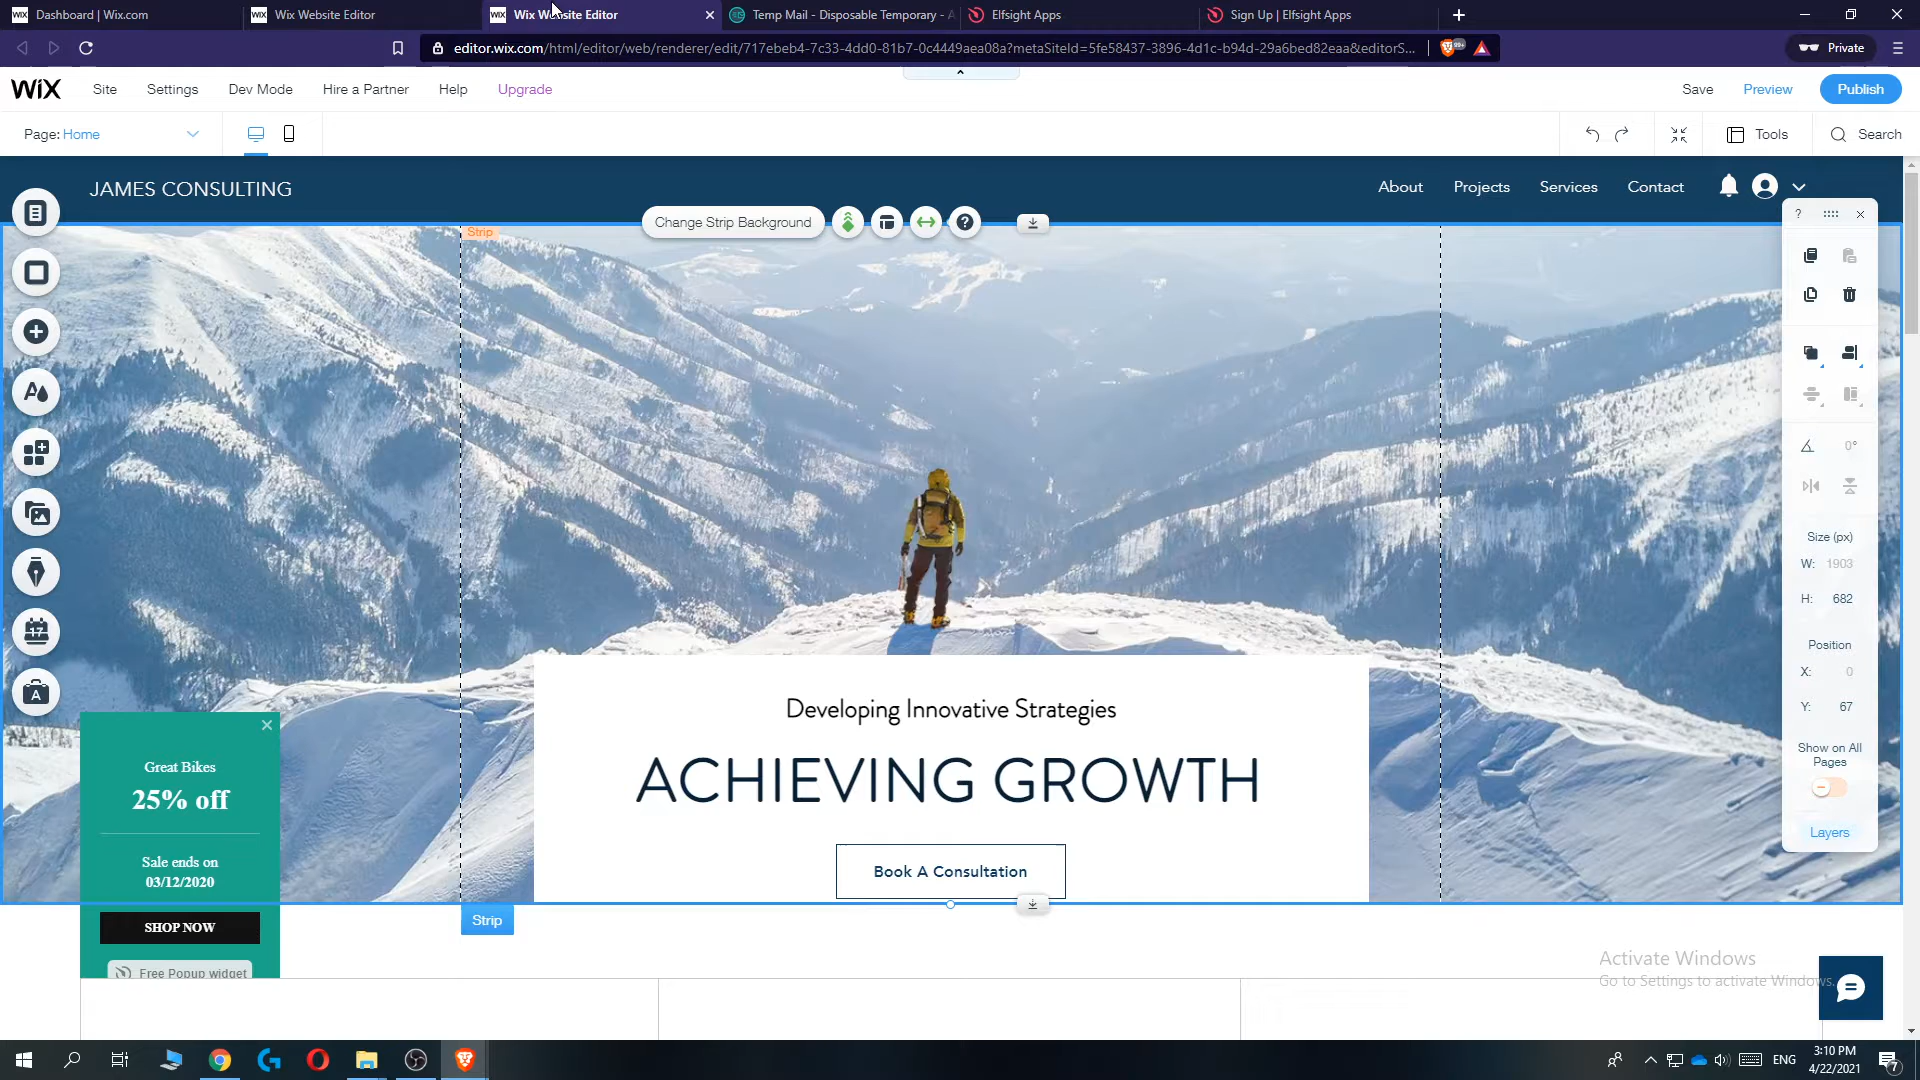 WIX Dashboard | Wix.com
WIX Wix Website Editor
WIX Wix Website Editor
Temp Mail - Disposable Temporary - A
Elfsight Apps
Sign Up | Elfsight Apps
editor.wix.com/html/editor/web/renderer/edit/717ebeb4-7c33-4dd0-81b7-0c4449aea08a?metaSiteId=5fe58437-3896-4d1c-b94d-29a6bed82eaa&editorS...
99+
Private
WiX Site Settings Dev Mode Hire a Partner Help Upgrade
Save Preview Publish
Page: Home
Tools Search
JAMES CONSULTING
About Projects Services Contact
Change Strip Background
Strip
0°
Size (px)
W: 1903
H: 682
Position
X: 0
Y: 67
Show on All
Pages
Layers
17
A
Great Bikes
25% off
Sale ends on
03/12/2020
SHOP NOW
Free Popup widget
Developing Innovative Strategies
ACHIEVING GROWTH
Book A Consultation
Strip
Activate Windows
Go to Settings to activate Windows.
ENG
3:10 PM
4/22/2021
7